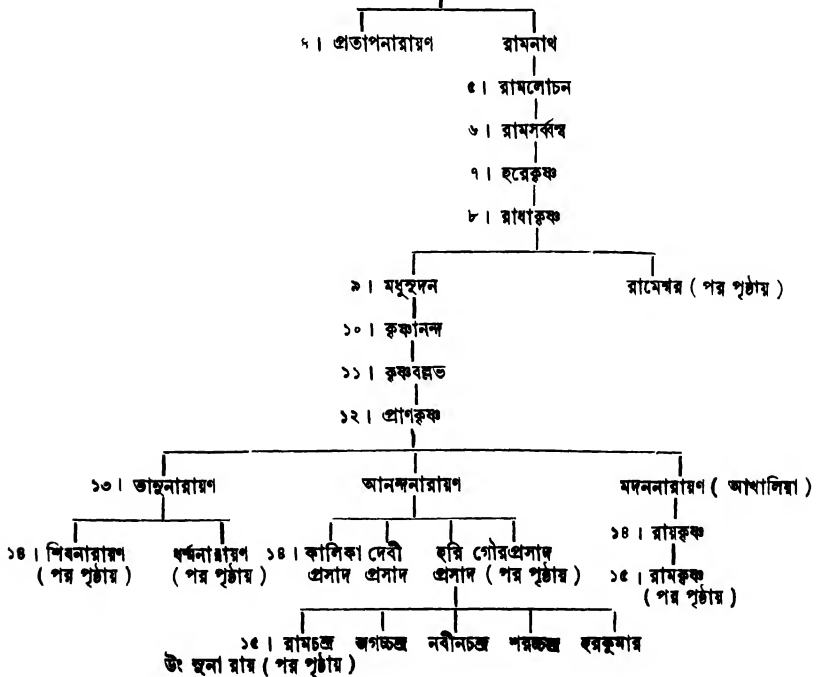 ৪। প্রতাপনারায়ণ রামনাথ
৫। রামলোচন
৬। রামসর্ব্বস্ব
৭। হরেকৃষ্ণ
৮। রাধাকৃষ্ণ
৯। মধুসূদন রামেশ্বর ( পর পৃষ্ঠায় )
১০। কৃষ্ণানন্দ
১১। কৃষ্ণবল্লভ
১২। প্রাণকৃষ্ণ
১৩। ভানুনারায়ণ আনন্দনারায়ণ মদননারায়ণ ( আখালিয়া )
১৪। রায়কৃষ্ণ
১৪। শিবনারায়ণ ধর্ম্মনারায়ণ ১৪। কালিকা দেবী হরি গৌরপ্রসাদ
( পর পৃষ্ঠায় ) ( পর পৃষ্ঠায় ) প্রসাদ প্রসাদ প্রসাদ ( পর পৃষ্ঠায় ) ১৫। রামকৃষ্ণ
( পর পৃষ্ঠায় )
১৫। রামচন্দ্র জগচ্চন্দ্র নবীনচন্দ্র শরচ্চন্দ্র হরকুমার
উং সুনা রায় ( পর পৃষ্ঠায় )